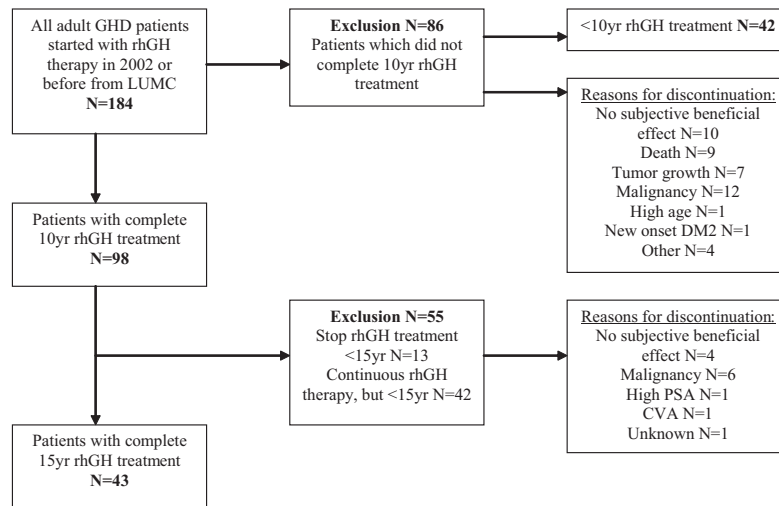 All adult GHD patients
started with rhGH
therapy in 2002 or
before from LUMC
N=184
Exclusion N=86
Patients which did not
complete 10yr rhGH
treatment
<10yr rhGH treatment N=42
Reasons for discontinuation:
No subjective beneficial
effect N=10
Death N=9
Tumor growth N=7
Malignancy N=12
High age N=1
New onset DM2 N=1
Other N=4
Patients with complete
10yr rhGH treatment
N=98
Exclusion N=55
Stop rhGH treatment
<15yr N=13
Continuous rhGH
therapy, but <15yr N=42
Reasons for discontinuation:
No subjective beneficial
effect N=4
Malignancy N=6
High PSA N=1
CVA N=1
Unknown N=1
Patients with complete
15yr rhGH treatment
N=43